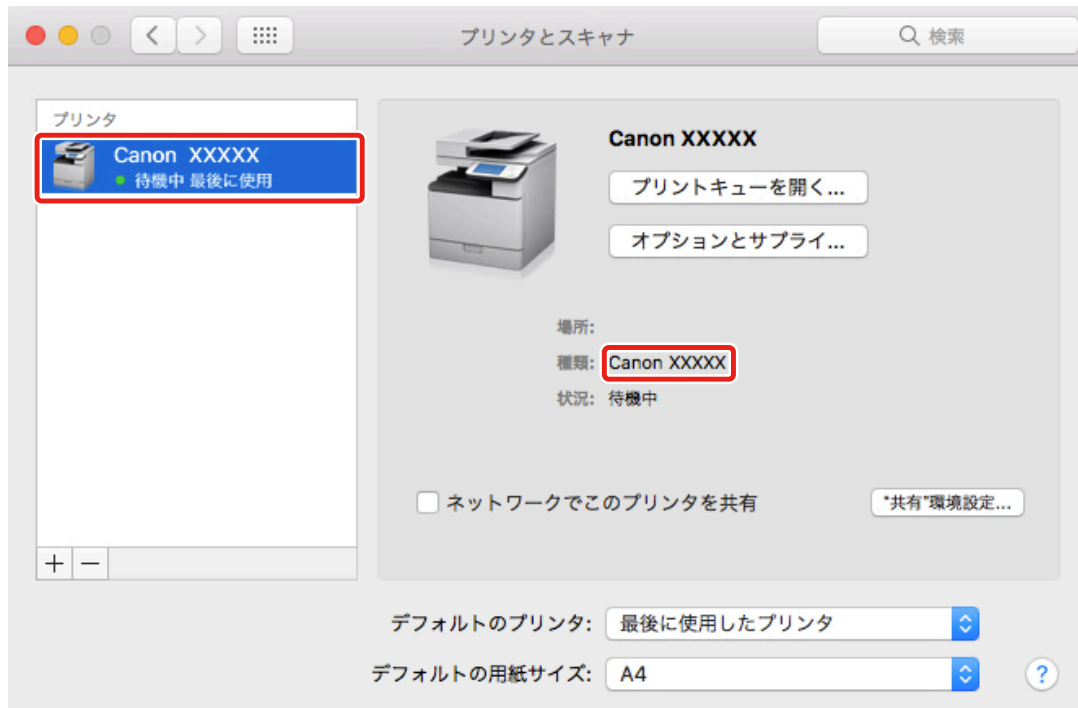 プリンタとスキャナ
検索
プリンタ
Canon XXXXX
待機中 最後に使用
Canon XXXXX
プリントキューを開く...
オプションとサプライ...
場所:
種類: Canon XXXXX
状況: 待機中
ネットワークでこのプリンタを共有
"共有"環境設定...
+ −
デフォルトのプリンタ: 最後に使用したプリンタ
デフォルトの用紙サイズ: A4
?